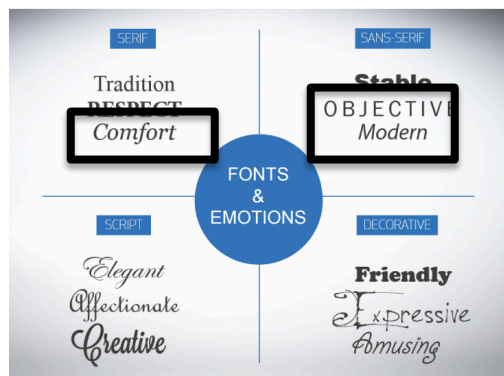 SERIF
Tradition
RESPECT
Comfort
SANS-SERIF
Stable
OBJECTIVE
Modern
FONTS
&
EMOTIONS
SCRIPT
Elegant
Affectionate
Creative
DECORATIVE
Friendly
Expressive
Amusing